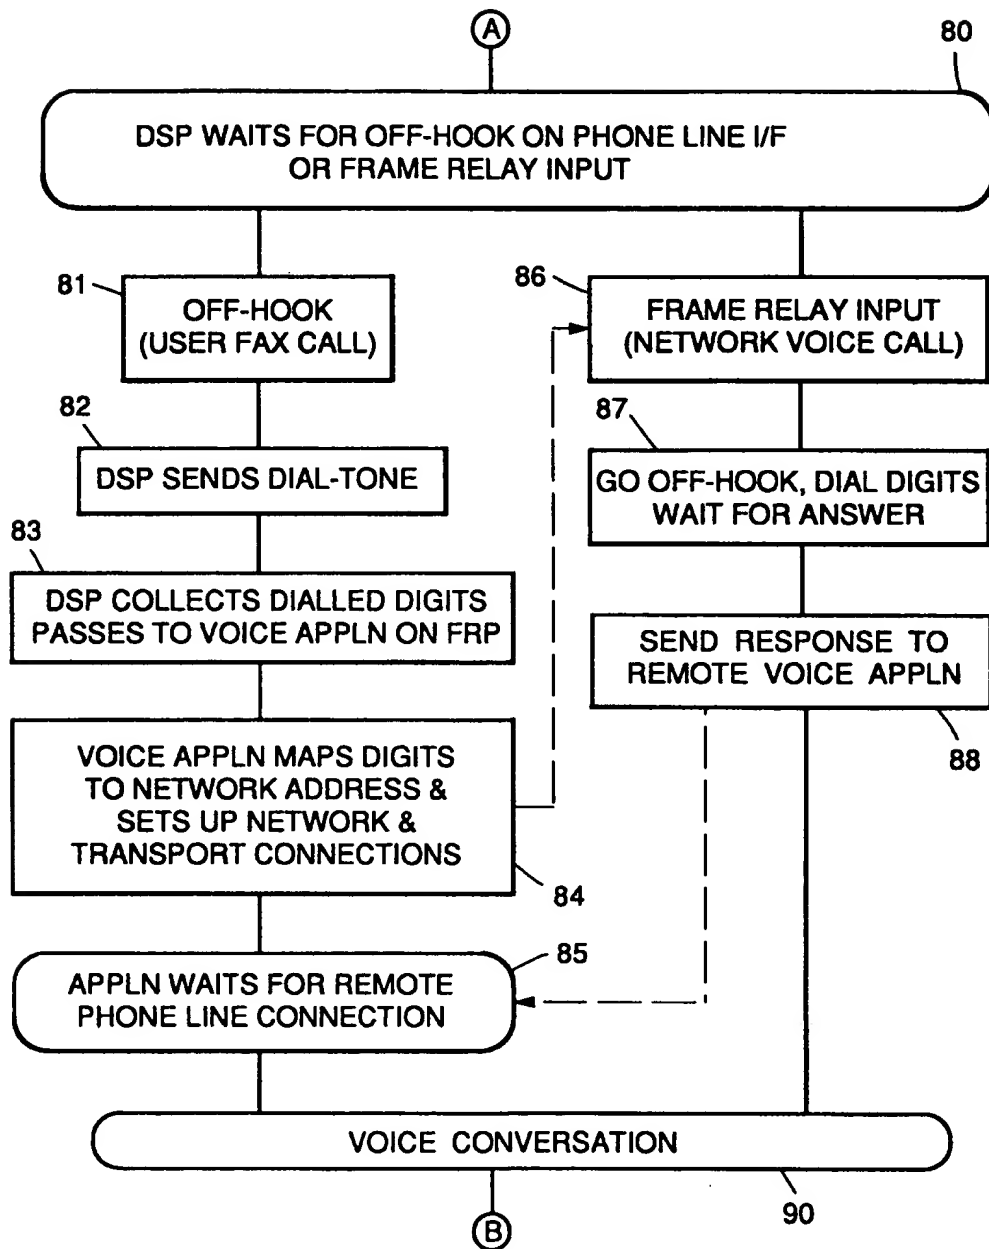 A
80
DSP WAITS FOR OFF-HOOK ON PHONE LINE I/F
OR FRAME RELAY INPUT
81
OFF-HOOK
(USER FAX CALL)
82
DSP SENDS DIAL-TONE
83
DSP COLLECTS DIALLED DIGITS
PASSES TO VOICE APPLN ON FRP
VOICE APPLN MAPS DIGITS
TO NETWORK ADDRESS &
SETS UP NETWORK &
TRANSPORT CONNECTIONS
84
85
APPLN WAITS FOR REMOTE
PHONE LINE CONNECTION
86
FRAME RELAY INPUT
(NETWORK VOICE CALL)
87
GO OFF-HOOK, DIAL DIGITS
WAIT FOR ANSWER
SEND RESPONSE TO
REMOTE VOICE APPLN
88
VOICE CONVERSATION
90
B